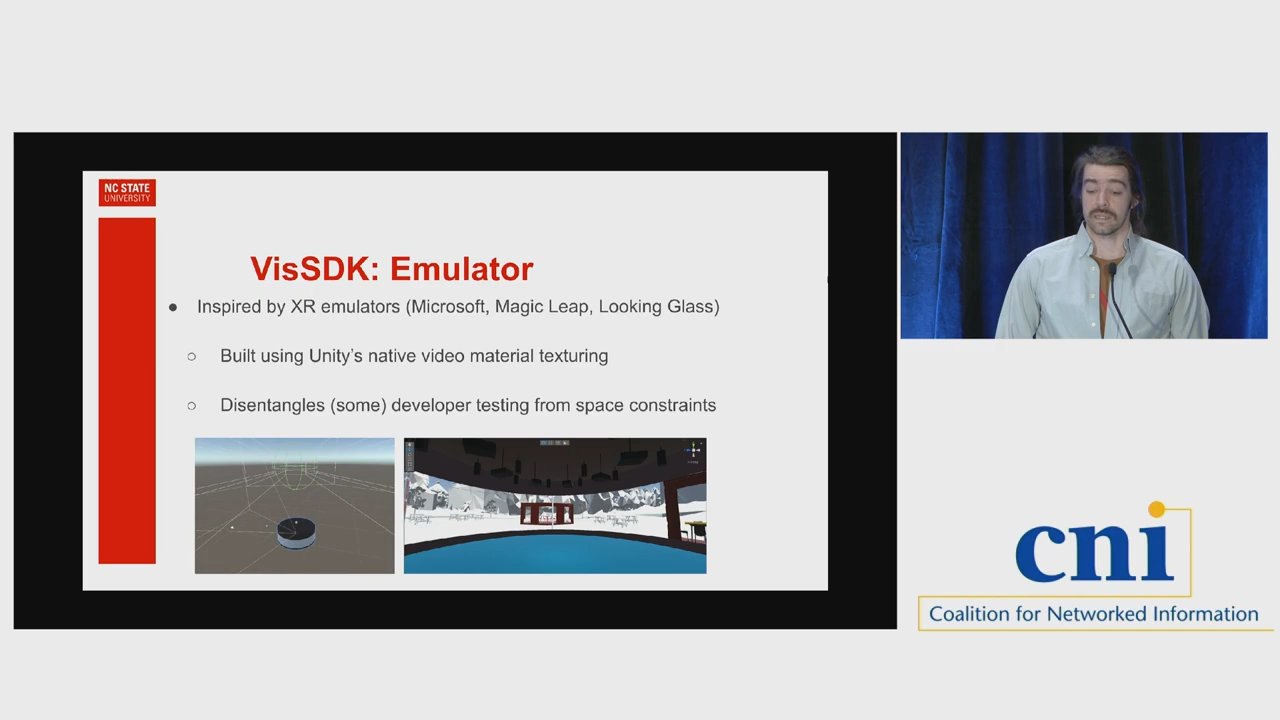 NC STATE
UNIVERSITY
VisSDK: Emulator
● Inspired by XR emulators (Microsoft, Magic Leap, Looking Glass)
○ Built using Unity's native video material texturing
○ Disentangles (some) developer testing from space constraints
cni
Coalition for Networked Information